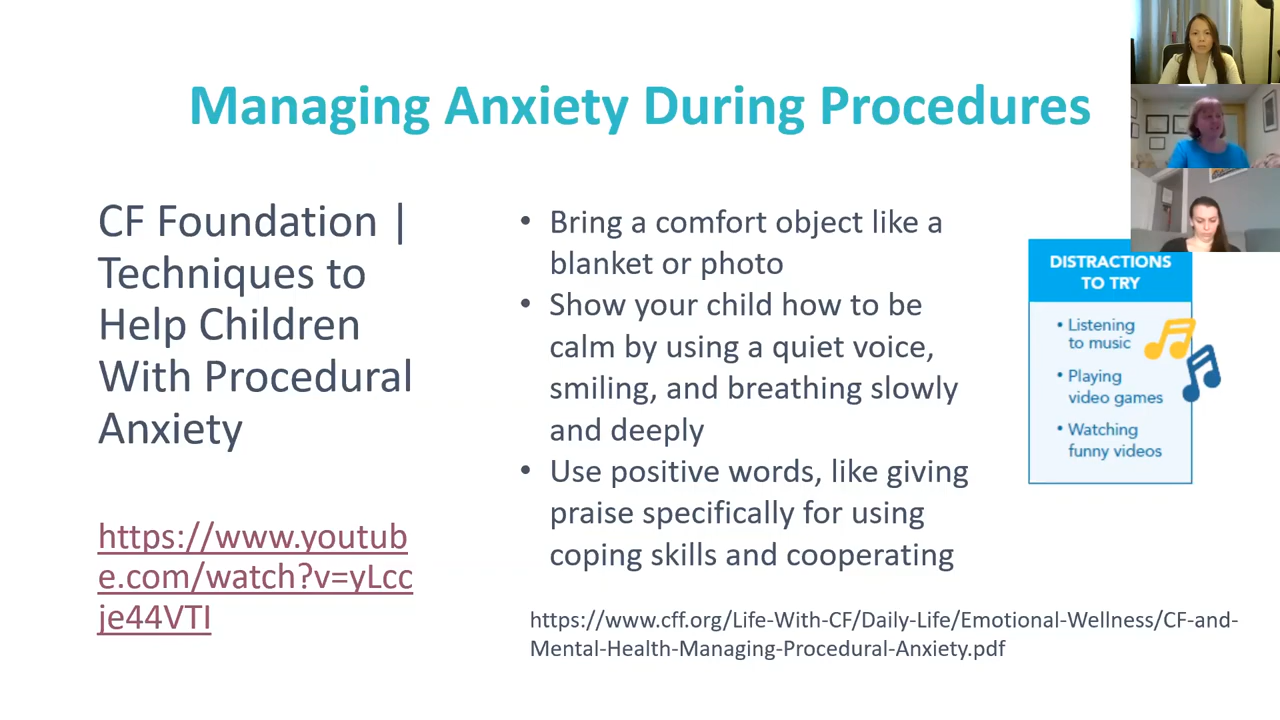 Managing Anxiety During Procedures
CF Foundation |
Techniques to
Help Children
With Procedural
Anxiety
https://www.youtub
e.com/watch?v=yLcc
je44VTI
• Bring a comfort object like a
blanket or photo
• Show your child how to be
calm by using a quiet voice,
smiling, and breathing slowly
and deeply
• Use positive words, like giving
praise specifically for using
coping skills and cooperating
DISTRACTIONS
TO TRY
• Listening
to music
• Playing
video games
• Watching
funny videos
https://www.cff.org/Life-With-CF/Daily-Life/Emotional-Wellness/CF-and-
Mental-Health-Managing-Procedural-Anxiety.pdf